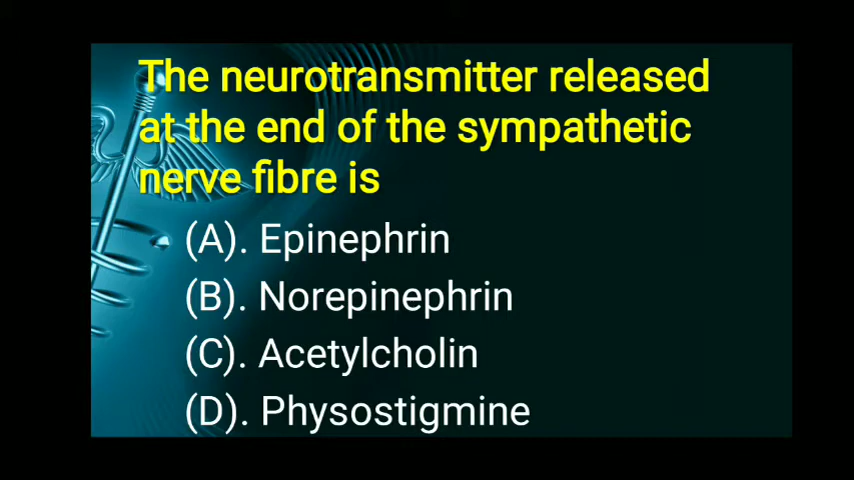 The neurotransmitter released
at the end of the sympathetic
nerve fibre is
(A). Epinephrin
(B). Norepinephrin
(C). Acetylcholin
(D). Physostigmine